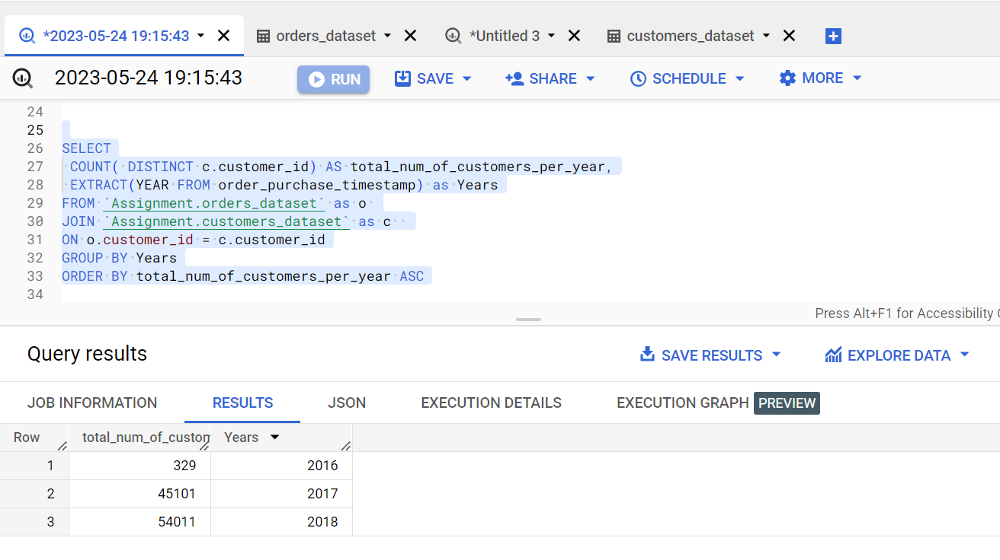 *2023-05-24 19:15:43 orders_dataset *Untitled 3 customers_dataset
2023-05-24 19:15:43 RUN SAVE SHARE SCHEDULE MORE
24
25
26 SELECT
27 COUNT( DISTINCT c.customer_id) AS total_num_of_customers_per_year,
28 EXTRACT(YEAR FROM order_purchase_timestamp) as Years
29 FROM `Assignment.orders_dataset` as o
30 JOIN `Assignment.customers_dataset` as c
31 ON o.customer_id = c.customer_id
32 GROUP BY Years
33 ORDER BY total_num_of_customers_per_year ASC
34
Press Alt+F1 for Accessibility
Query results SAVE RESULTS EXPLORE DATA
JOB INFORMATION RESULTS JSON EXECUTION DETAILS EXECUTION GRAPH PREVIEW
Row total_num_of_custom Years
1 329 2016
2 45101 2017
3 54011 2018